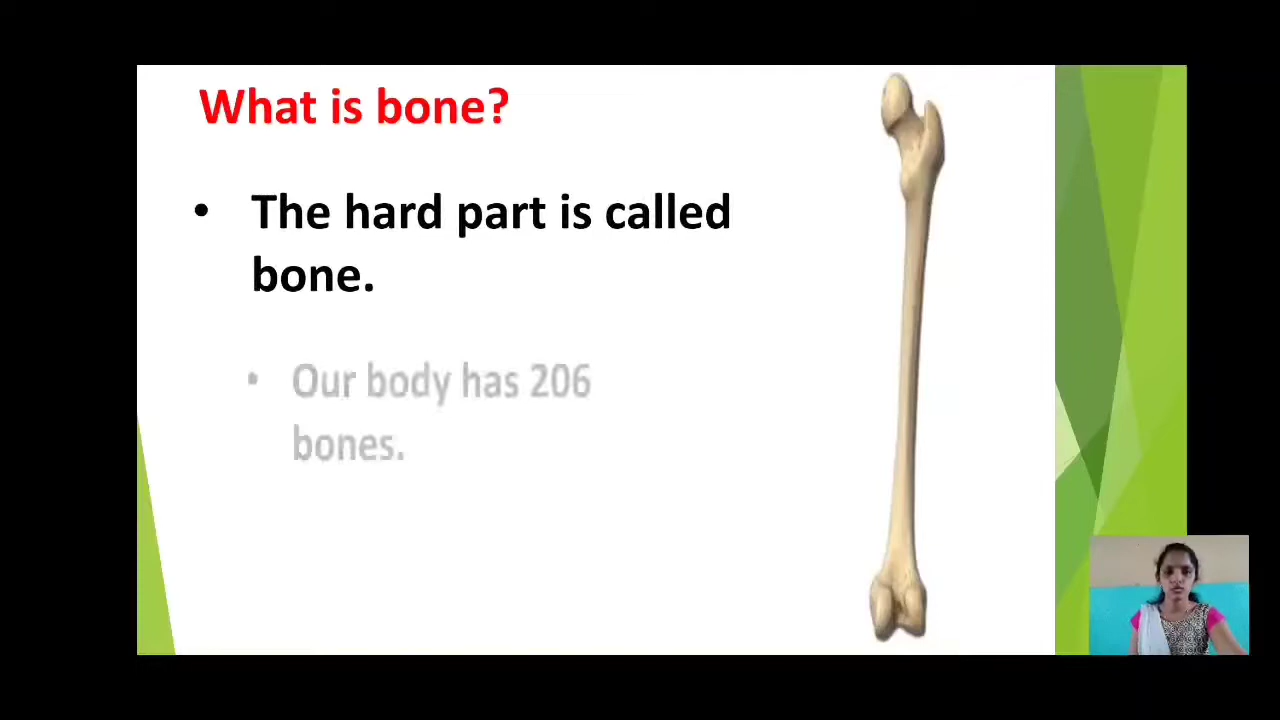 What is bone?
• The hard part is called
bone.
• Our body has 206
bones.